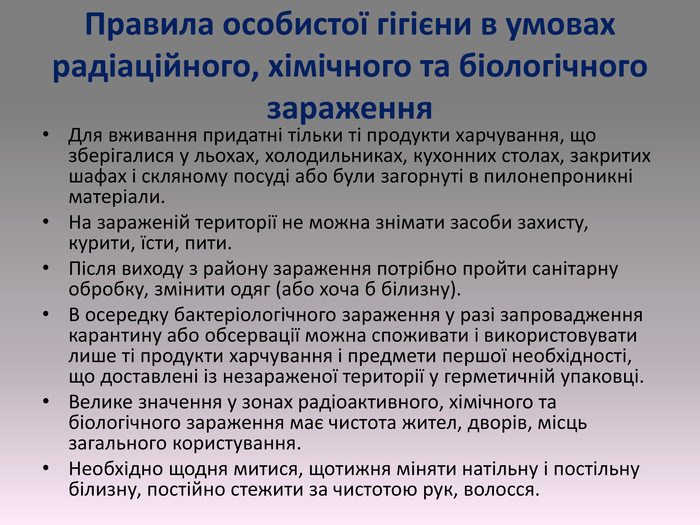 Правила особистої гігієни в умовах
радіаційного, хімічного та біологічного
зараження
• Для вживання придатні тільки ті продукти харчування, що
зберігалися у льохах, холодильниках, кухонних столах, закритих
шафах і скляному посуді або були загорнуті в пилонепроникні
матеріали.
• На зараженій території не можна знімати засоби захисту,
курити, їсти, пити.
• Після виходу з району зараження потрібно пройти санітарну
обробку, змінити одяг (або хоча б білизну).
• В осередку бактеріологічного зараження у разі запровадження
карантину або обсервації можна споживати і використовувати
лише ті продукти харчування і предмети першої необхідності,
що доставлені із незараженої території у герметичній упаковці.
• Велике значення у зонах радіоактивного, хімічного та
біологічного зараження має чистота жител, дворів, місць
загального користування.
• Необхідно щодня митися, щотижня міняти натільну і постільну
білизну, постійно стежити за чистотою рук, волосся.